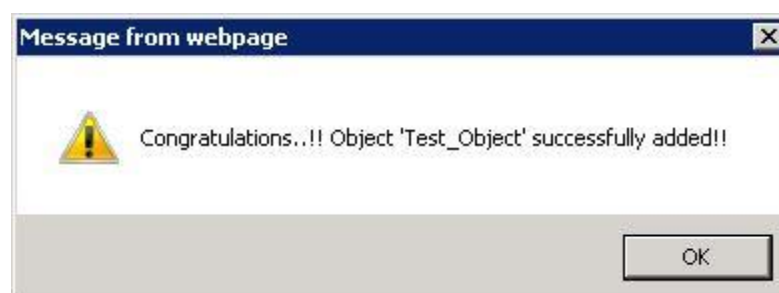 Message from webpage
Congratulations..!! Object 'Test_Object' successfully added!!
OK